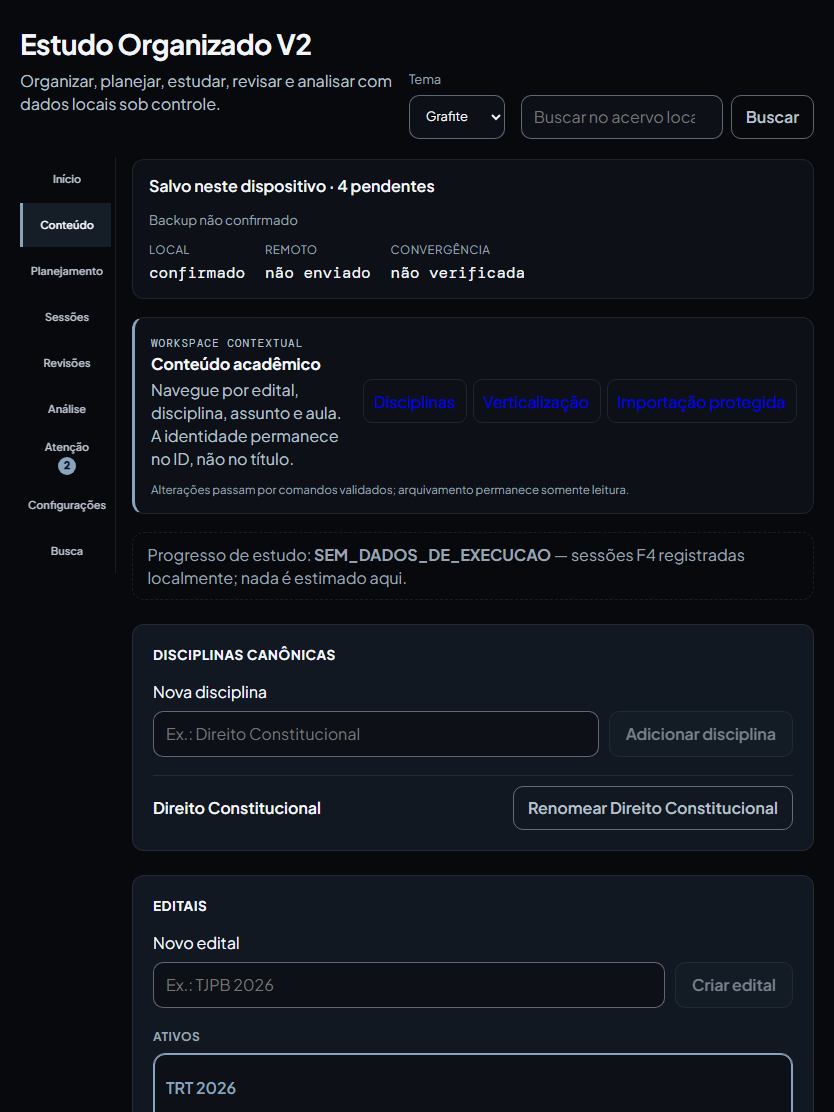 Estudo Organizado V2
Organizar, planejar, estudar, revisar e analisar com
dados locais sob controle.
Tema
Grafite
Buscar no acervo loca
Buscar
Início
Conteúdo
Planejamento
Sessões
Revisões
Análise
Atenção
2
Configurações
Busca
Salvo neste dispositivo · 4 pendentes
Backup não confirmado
LOCAL
confirmado
REMOTO
não enviado
CONVERGÊNCIA
não verificada
WORKSPACE CONTEXTUAL
Conteúdo acadêmico
Navegue por edital,
disciplina, assunto e aula.
A identidade permanece
no ID, não no título.
Disciplinas
Verticalização
Importação protegida
Alterações passam por comandos validados; arquivamento permanece somente leitura.
Progresso de estudo: SEM_DADOS_DE_EXECUCAO — sessões F4 registradas
localmente; nada é estimado aqui.
DISCIPLINAS CANÔNICAS
Nova disciplina
Ex.: Direito Constitucional
Adicionar disciplina
Direito Constitucional
Renomear Direito Constitucional
EDITAIS
Novo edital
Ex.: TJPB 2026
Criar edital
ATIVOS
TRT 2026